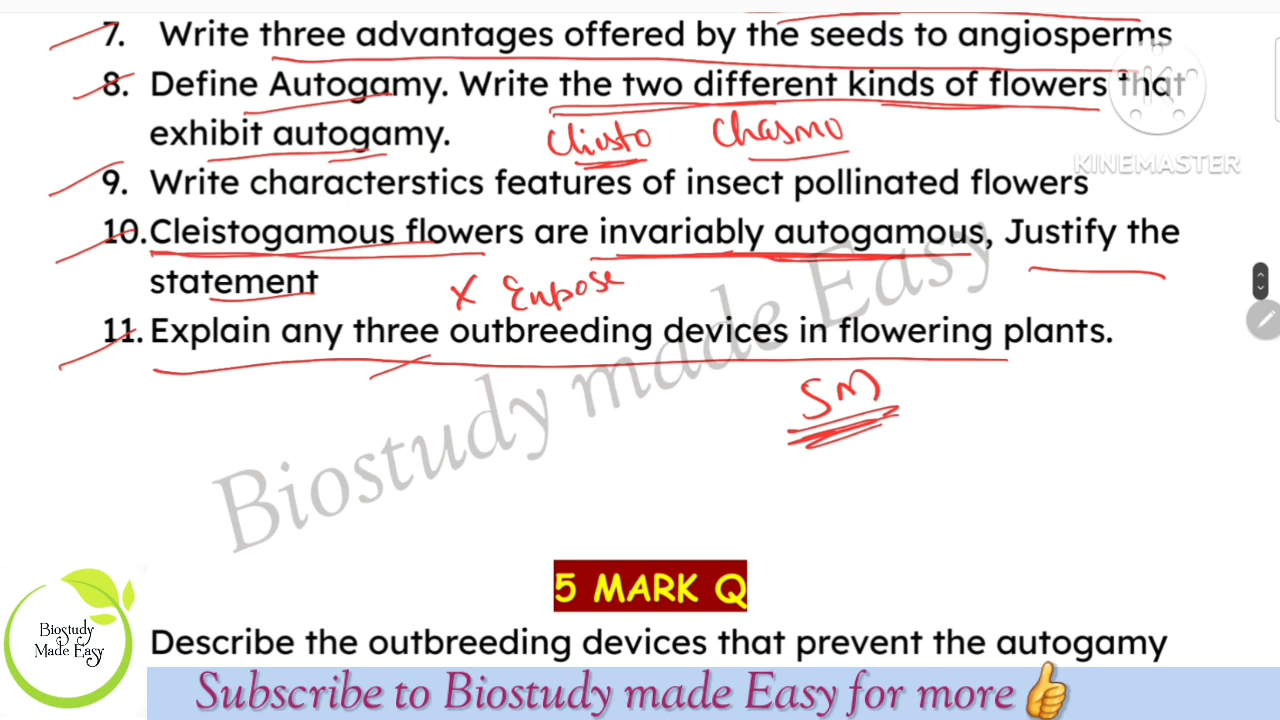 7. Write three advantages offered by the seeds to angiosperms
8. Define Autogamy. Write the two different kinds of flowers that
exhibit autogamy.
Cliesto Chasmo
KINEMASTER
9. Write characterstics features of insect pollinated flowers
10. Cleistogamous flowers are invariably autogamous, Justify the
statement
X Expose
11. Explain any three outbreeding devices in flowering plants.
5M
Biostudy made Easy
5 MARK Q
Biostudy
Made Easy
Describe the outbreeding devices that prevent the autogamy
Subscribe to Biostudy made Easy for more